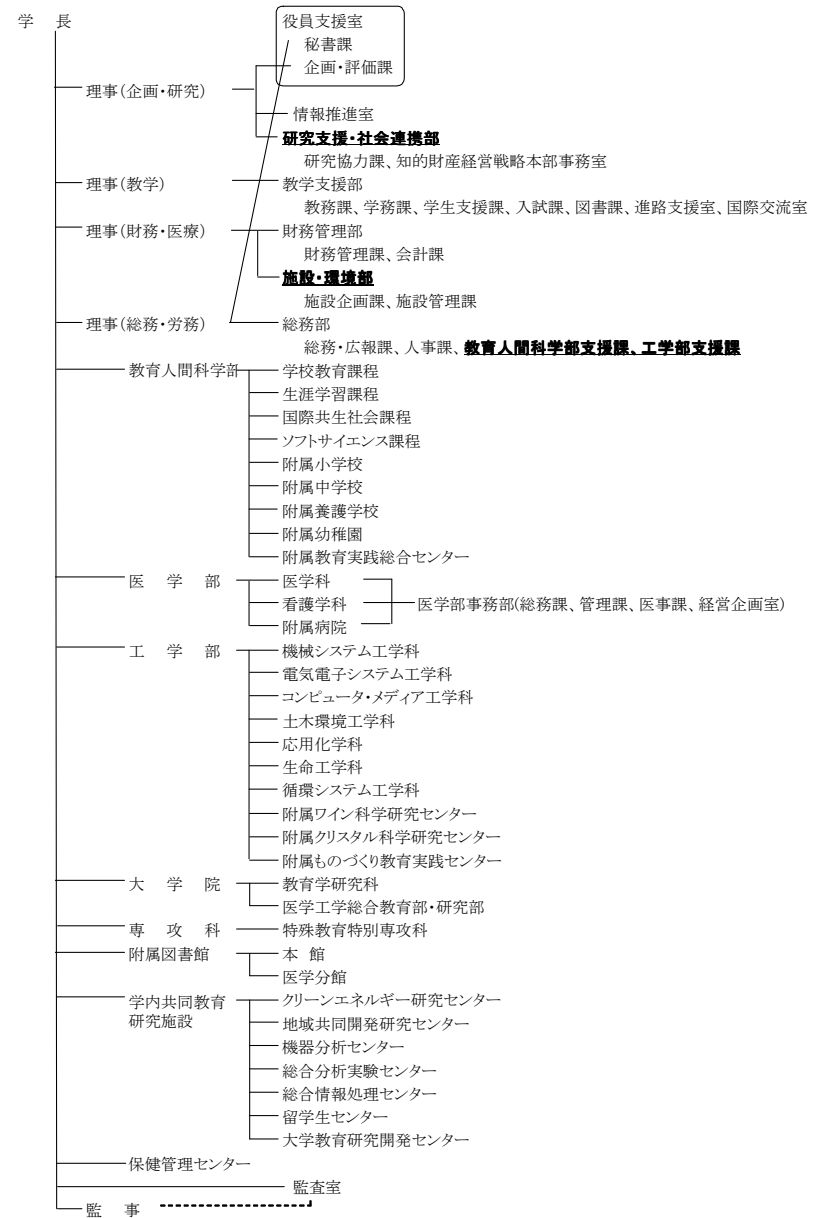 学 長
役員支援室
秘書課
企画・評価課
理事(企画・研究)
情報推進室
研究支援・社会連携部
研究協力課、知的財産経営戦略本部事務室
理事(教学) 教学支援部
教務課、学務課、学生支援課、入試課、図書課、進路支援室、国際交流室
理事(財務・医療) 財務管理部
財務管理課、会計課
施設・環境部
施設企画課、施設管理課
理事(総務・労務) 総務部
総務・広報課、人事課、教育人間科学部支援課、工学部支援課
教育人間科学部 学校教育課程
生涯学習課程
国際共生社会課程
ソフトサイエンス課程
附属小学校
附属中学校
附属養護学校
附属幼稚園
附属教育実践総合センター
医 学 部 医学科
看護学科 医学部事務部(総務課、管理課、医事課、経営企画室)
附属病院
工 学 部 機械システム工学科
電気電子システム工学科
コンピュータ・メディア工学科
土木環境工学科
応用化学科
生命工学科
循環システム工学科
附属ワイン科学研究センター
附属クリスタル科学研究センター
附属ものづくり教育実践センター
大 学 院 教育学研究科
医学工学総合教育部・研究部
専 攻 科 特殊教育特別専攻科
附属図書館 本 館
医学分館
学内共同教育 クリーンエネルギー研究センター
研究施設 地域共同開発研究センター
機器分析センター
総合分析実験センター
総合情報処理センター
留学生センター
大学教育研究開発センター
保健管理センター
監査室
監 事